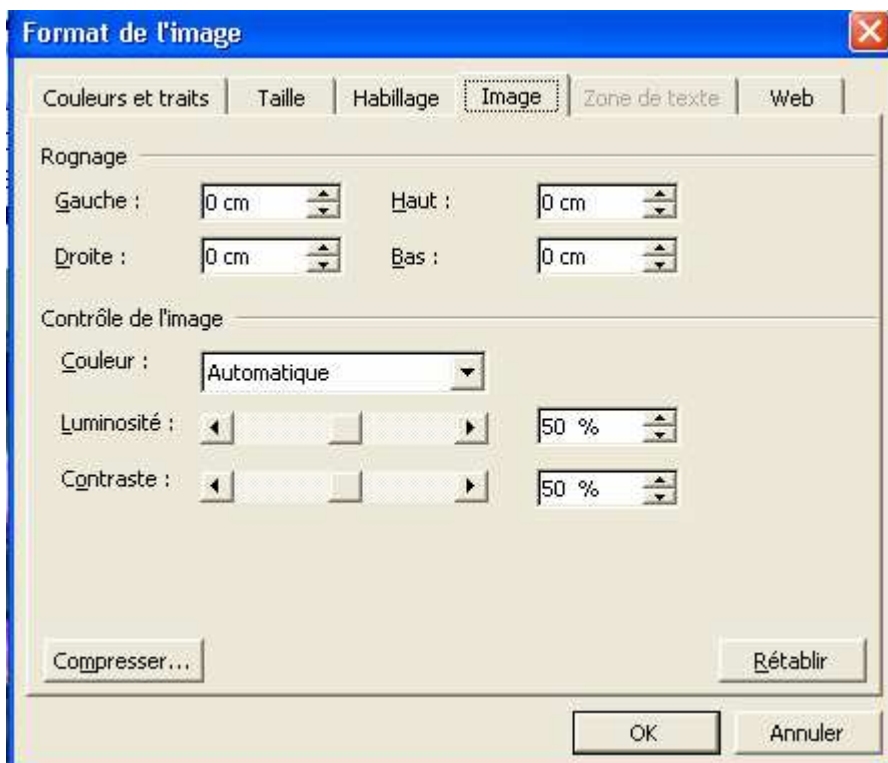 Format de l'image
Couleurs et traits Taille Habillage Image Zone de texte Web
Rognage
Gauche : 0 cm Haut : 0 cm
Droite : 0 cm Bas : 0 cm
Contrôle de l'image
Couleur : Automatique
Luminosité : 50 %
Contraste : 50 %
Compresser... Rétablir
OK Annuler